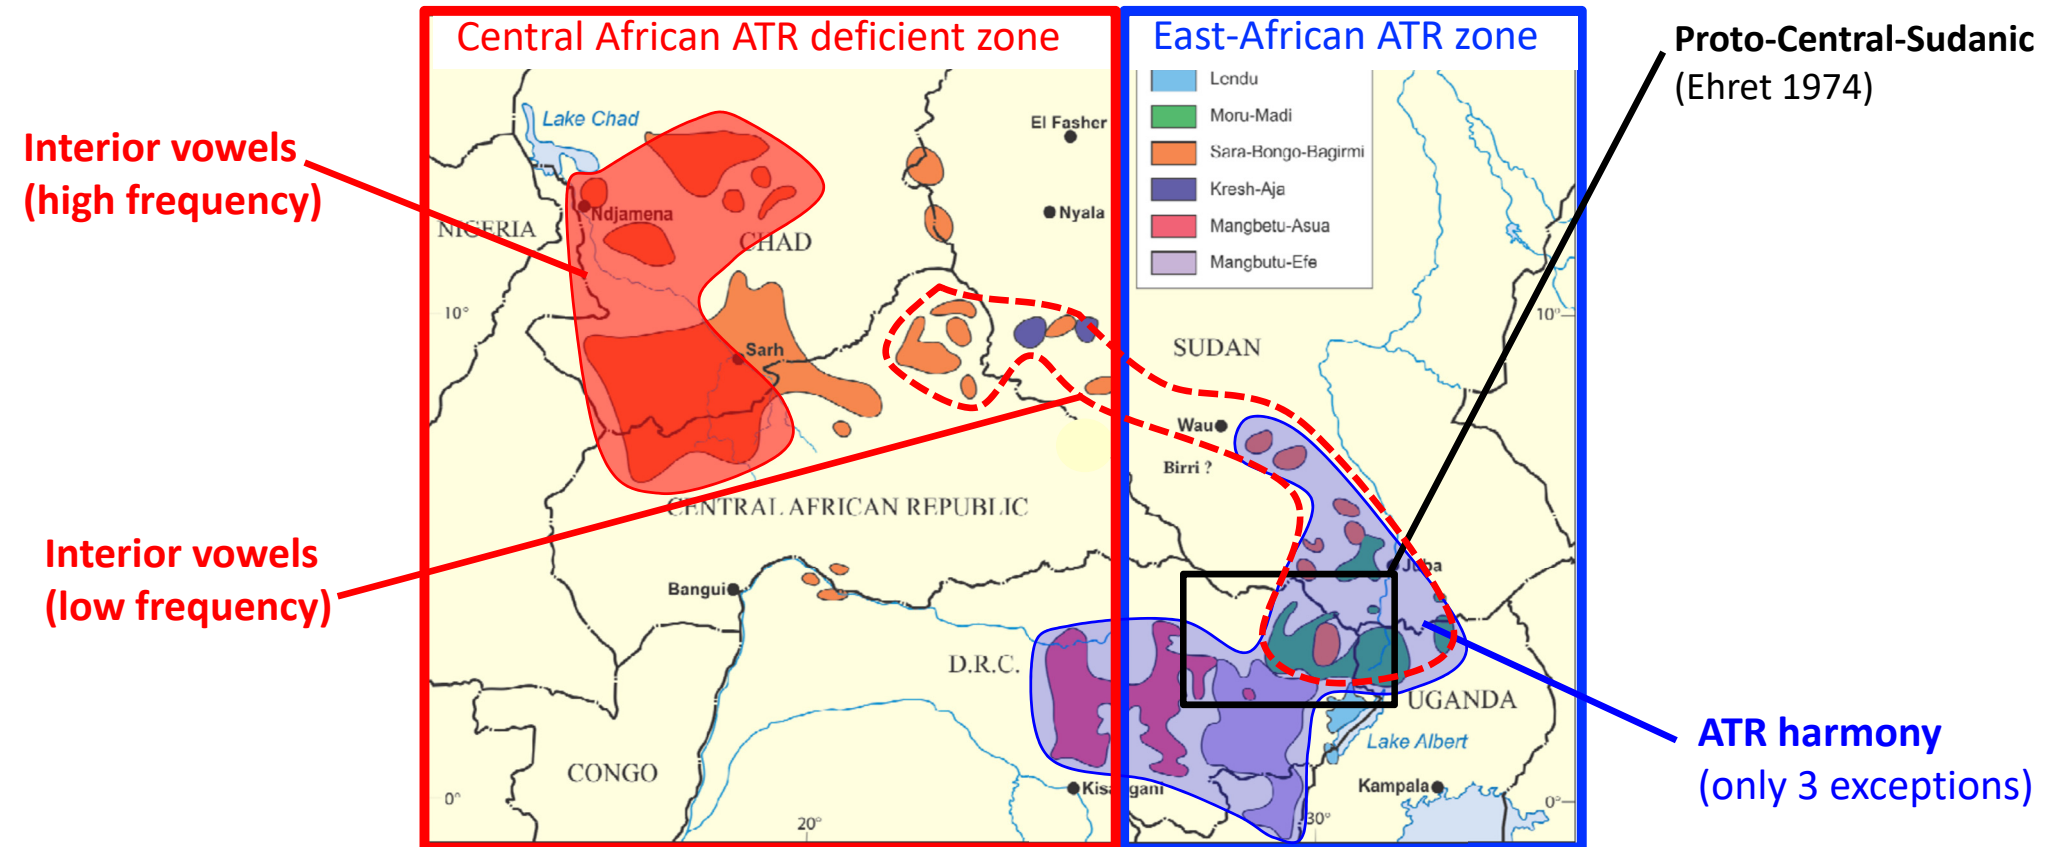 Central African ATR deficient zone
East-African ATR zone
Proto-Central-Sudanic
(Ehret 1974)
Interior vowels
(high frequency)
Interior vowels
(low frequency)
ATR harmony
(only 3 exceptions)
Lendu
Moru-Madi
Sara-Bongo-Bagirmi
Kresh-Aja
Mangbetu-Asua
Mangbutu-Efe
Lake Chad
El Fasher
Ndjamena
Nyala
NIGERIA
CHAD
10°
10°
Sarh
SUDAN
Wau
Birri ?
CENTRAL AFRICAN REPUBLIC
Juba
Bangui
D.R.C.
UGANDA
Lake Albert
CONGO
Kisangani
Kampala
0°
0°
20°
30°